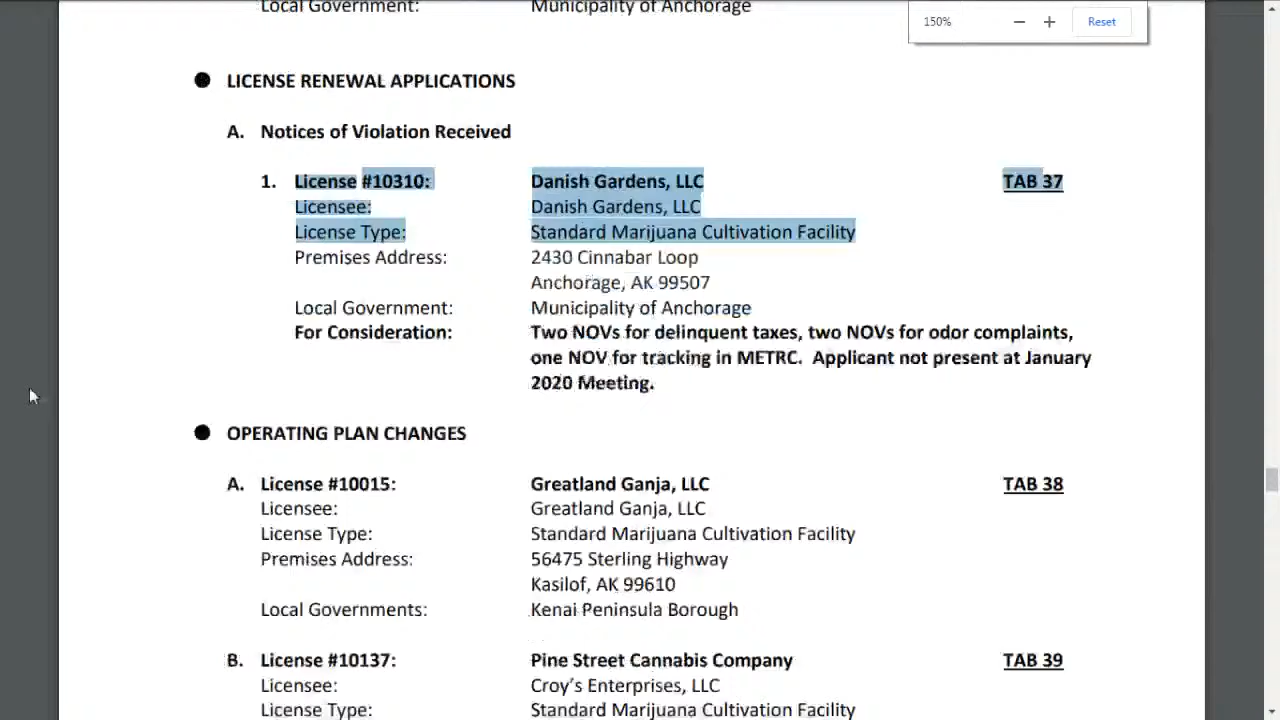 Local Government: Municipality of Anchorage
150% − + Reset
● LICENSE RENEWAL APPLICATIONS
A. Notices of Violation Received
1. License #10310: Danish Gardens, LLC TAB 37
Licensee: Danish Gardens, LLC
License Type: Standard Marijuana Cultivation Facility
Premises Address: 2430 Cinnabar Loop
Anchorage, AK 99507
Local Government: Municipality of Anchorage
For Consideration: Two NOVs for delinquent taxes, two NOVs for odor complaints,
one NOV for tracking in METRC. Applicant not present at January
2020 Meeting.
● OPERATING PLAN CHANGES
A. License #10015: Greatland Ganja, LLC TAB 38
Licensee: Greatland Ganja, LLC
License Type: Standard Marijuana Cultivation Facility
Premises Address: 56475 Sterling Highway
Kasilof, AK 99610
Local Governments: Kenai Peninsula Borough
B. License #10137: Pine Street Cannabis Company TAB 39
Licensee: Croy's Enterprises, LLC
License Type: Standard Marijuana Cultivation Facility